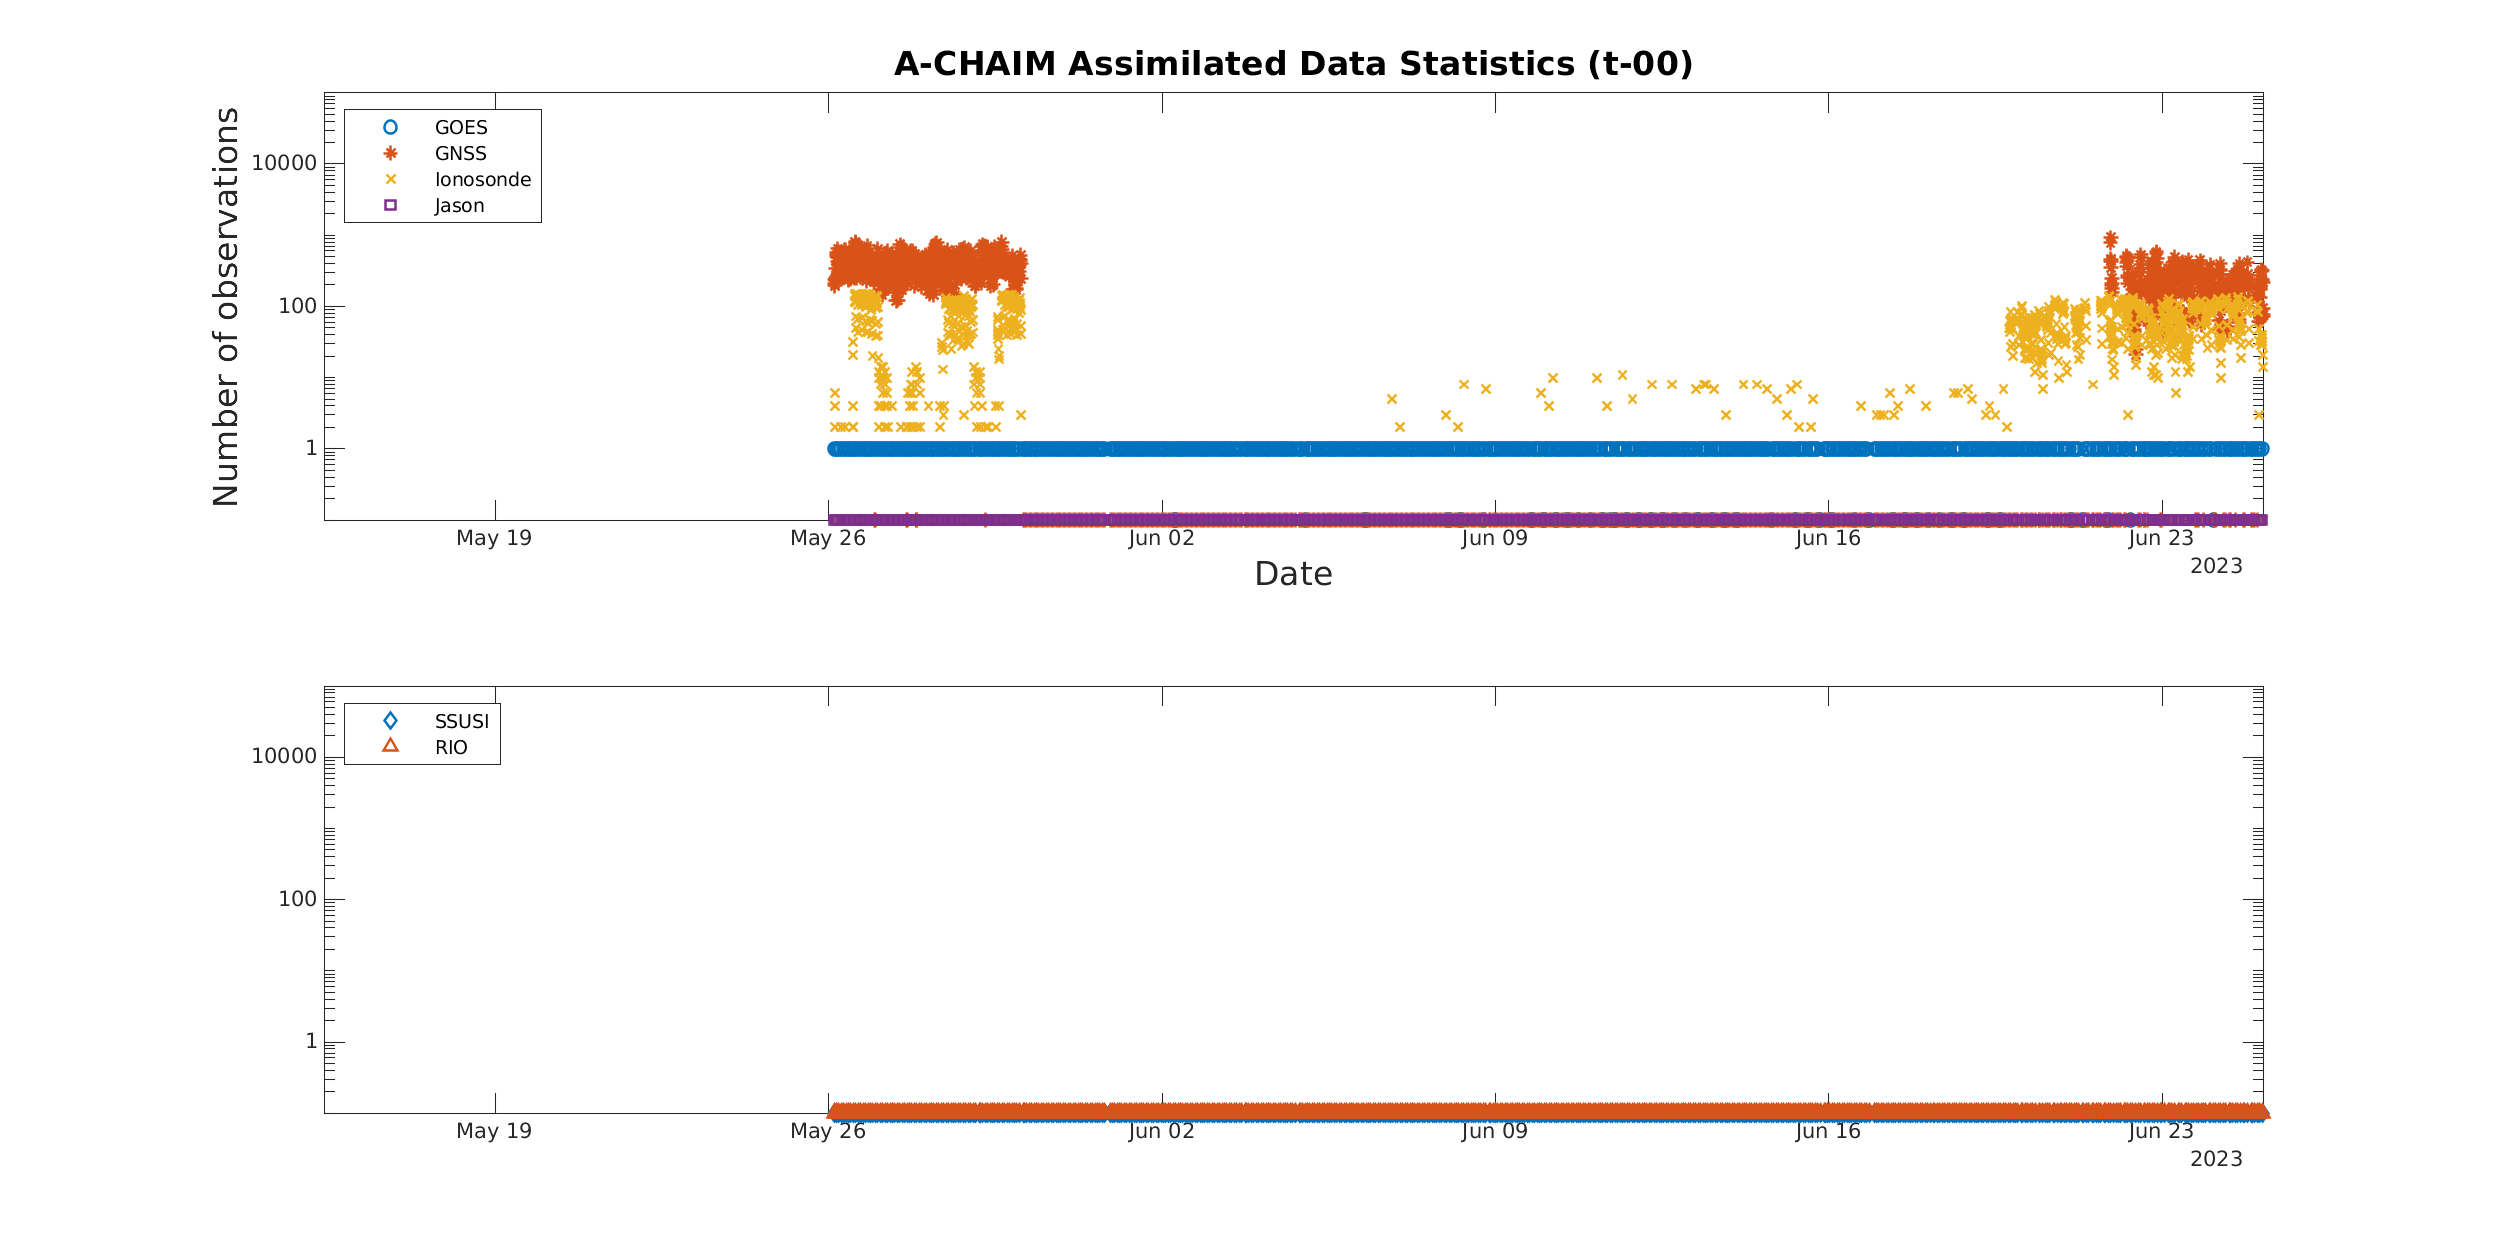 A-CHAIM Assimilated Data Statistics (t-00)
Number of observations
10000
100
1
GOES
GNSS
Ionosonde
Jason
May 19
May 26
Jun 02
Jun 09
Jun 16
Jun 23
2023
Date
10000
100
1
SSUSI
RIO
May 19
May 26
Jun 02
Jun 09
Jun 16
Jun 23
2023